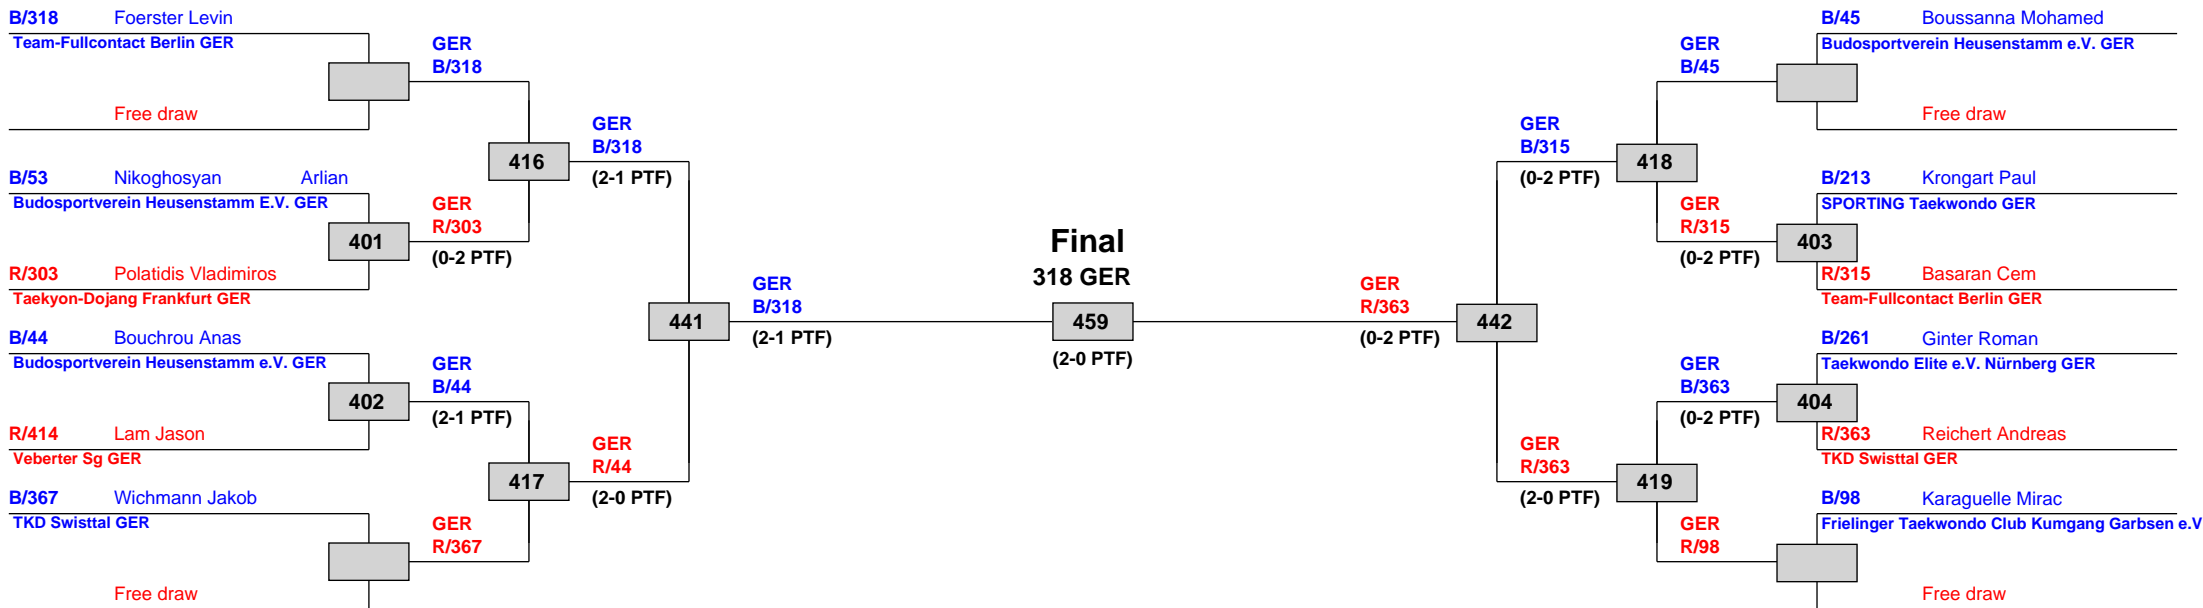 B/318 Foerster Levin
Team-Fullcontact Berlin GER
Free draw
B/53 Nikoghosyan Arlian
Budosportverein Heusenstamm E.V. GER
401
R/303 Polatidis Vladimiros
Taekyon-Dojang Frankfurt GER
B/44 Bouchrou Anas
Budosportverein Heusenstamm e.V. GER
402
R/414 Lam Jason
Veberter Sg GER
B/367 Wichmann Jakob
TKD Swisttal GER
Free draw
GER
B/318
416
GER
R/303
(0-2 PTF)
GER
B/44
(2-1 PTF)
417
GER
R/367
GER
B/318
(2-1 PTF)
441
GER
R/44
(2-0 PTF)
GER
B/318
(2-1 PTF)
Final
318 GER
459
(2-0 PTF)
GER
R/363
(0-2 PTF)
442
GER
B/315
(0-2 PTF)
GER
R/363
(2-0 PTF)
GER
B/45
418
GER
R/315
(0-2 PTF)
GER
B/363
(0-2 PTF)
419
GER
R/98
B/45 Boussanna Mohamed
Budosportverein Heusenstamm e.V. GER
Free draw
B/213 Krongart Paul
SPORTING Taekwondo GER
403
R/315 Basaran Cem
Team-Fullcontact Berlin GER
B/261 Ginter Roman
Taekwondo Elite e.V. Nürnberg GER
404
R/363 Reichert Andreas
TKD Swisttal GER
B/98 Karaguelle Mirac
Frielinger Taekwondo Club Kumgang Garbsen e.V
Free draw